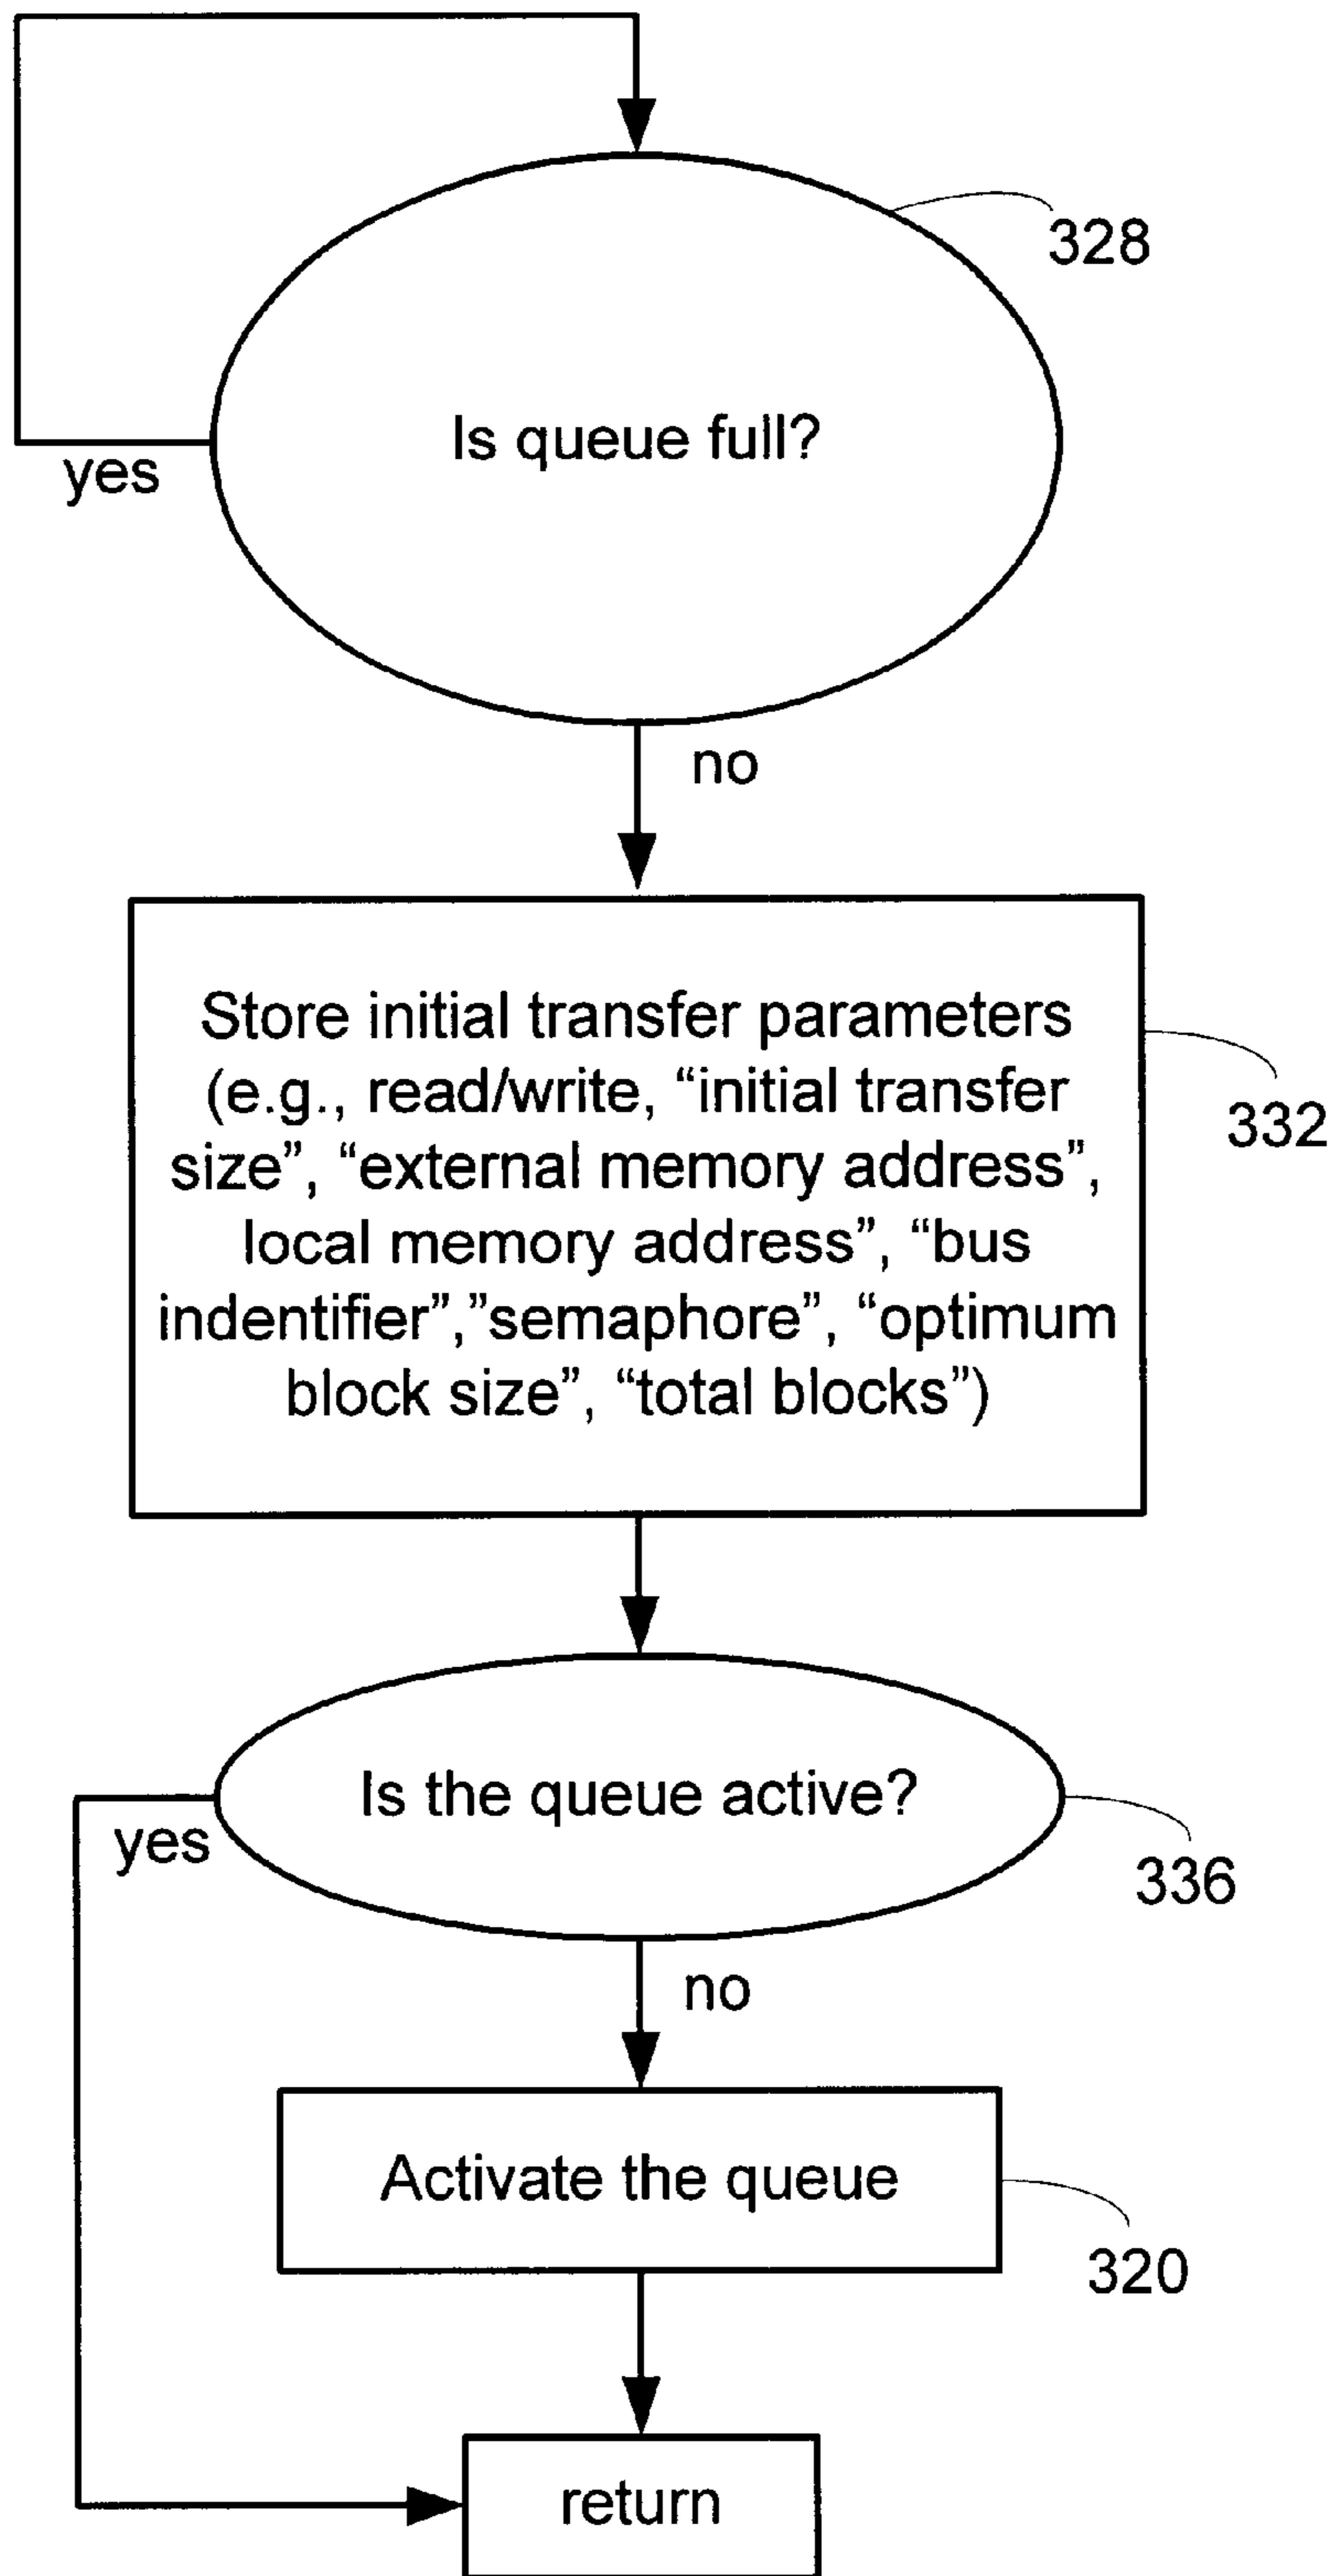 328
Is queue full?
yes
no
Store initial transfer parameters
(e.g., read/write, “initial transfer
size”, “external memory address”,
local memory address”, “bus
indentifier”,”semaphore”, “optimum
block size”, “total blocks”)
332
Is the queue active?
yes
336
no
Activate the queue
320
return